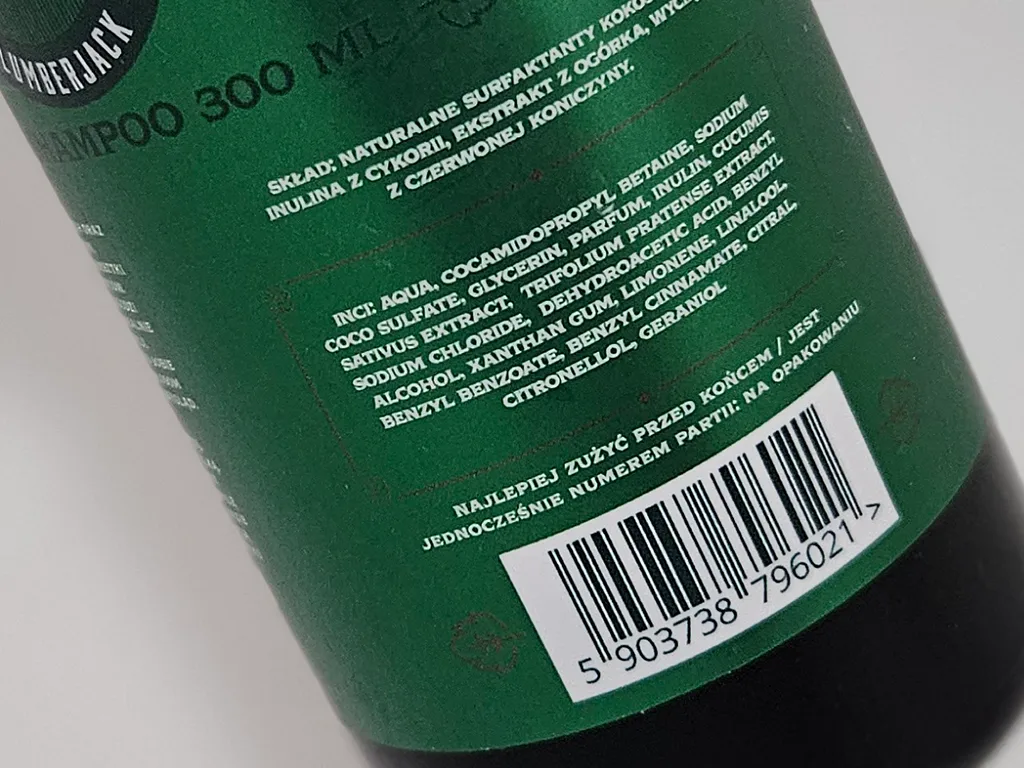 LUMBERJACK
SHAMPOO 300 ML
SKŁAD: NATURALNE SURFAKTANTY
INULINA Z CYKORII, EKSTRAKT Z OGÓRKA,
Z CZERWONEJ KONICZYNY.
INCI: AQUA, COCAMIDOPROPYL BETAINE, SODIUM
COCO SULFATE, GLYCERIN, PARFUM, INULIN, CUCUMIS
SATIVUS EXTRACT, TRIFOLIUM PRATENSE EXTRACT,
SODIUM CHLORIDE, DEHYDROACETIC ACID, BENZYL
ALCOHOL, XANTHAN GUM, LIMONENE, LINALOOL,
BENZYL BENZOATE, BENZYL CINNAMATE, CITRAL,
CITRONELLOL, GERANIOL
NAJLEPIEJ ZUŻYĆ PRZED KOŃCEM / JEST
JEDNOCZEŚNIE NUMEREM PARTII: NA OPAKOWANIU
5 903738 796021 >